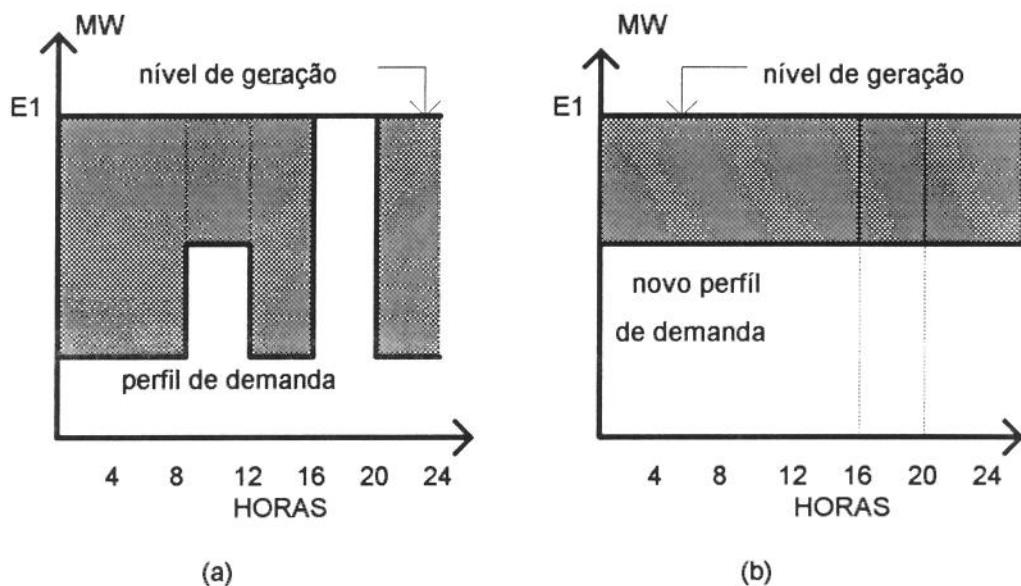 MW
nível de geração
E1
perfil de demanda
4 8 12 16 20 24
HORAS
(a)
MW
nível de geração
E1
novo perfíl
de demanda
4 8 12 16 20 24
HORAS
(b)